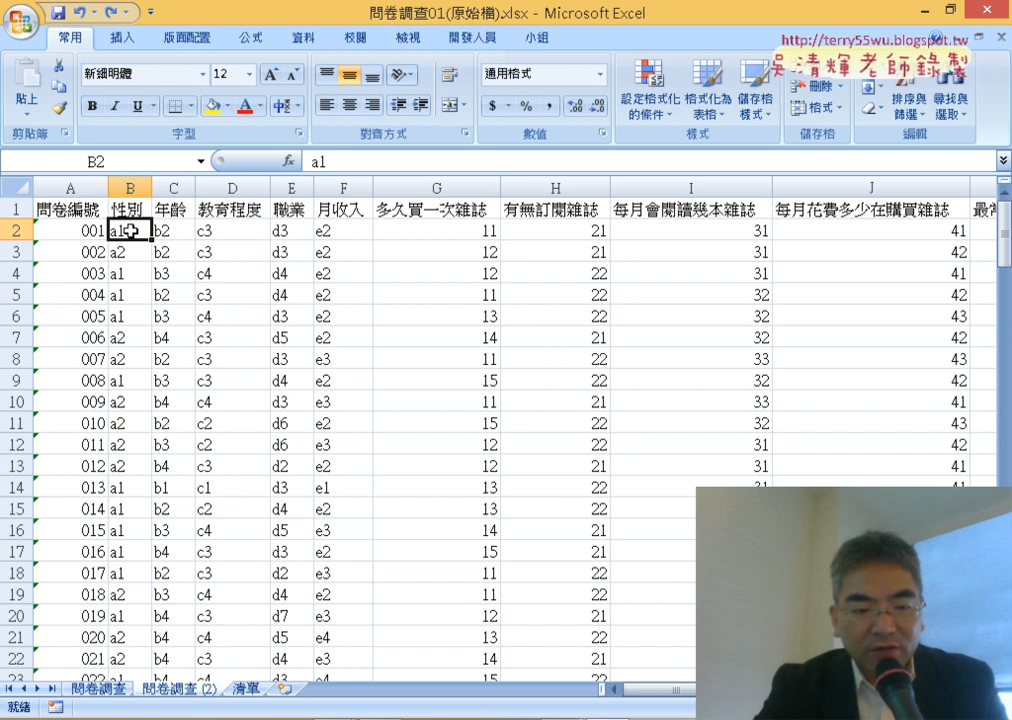 問卷調查01(原始檔).xlsx - Microsoft Excel
http://terry55wu.blogspot.tw
吳清輝老師錄製
常用 插入 版面配置 公式 資料 校閱 檢視 開發人員 小組
貼上 新細明體 12 通用格式 設定格式化的條件 格式化為表格 儲存格樣式 刪除 格式 排序與篩選 尋找與選取
剪貼簿 字型 對齊方式 數值 樣式 儲存格 編輯
B2 fx a1
A B C D E F G H I J
1 問卷編號 性別 年齡 教育程度 職業 月收入 多久買一次雜誌 有無訂閱雜誌 每月會閱讀幾本雜誌 每月花費多少在購買雜誌
2 001 a1 b2 c3 d3 e2 11 21 31 41
3 002 a2 b2 c3 d3 e2 12 21 31 42
4 003 a1 b3 c4 d4 e2 12 22 31 41
5 004 a1 b2 c3 d4 e2 11 22 32 42
6 005 a1 b3 c4 d3 e2 13 22 32 43
7 006 a2 b4 c3 d5 e2 14 21 32 42
8 007 a2 b2 c3 d3 e3 11 22 33 43
9 008 a1 b3 c3 d4 e2 15 22 32 42
10 009 a2 b4 c4 d3 e3 11 21 33 41
11 010 a2 b2 c2 d6 e2 15 22 32 43
12 011 a2 b3 c2 d6 e3 12 22 31 42
13 012 a2 b4 c3 d2 e2 12 21 31 41
14 013 a1 b1 c1 d3 e1 13 22 31 41
15 014 a1 b2 c2 d4 e2 13 22
16 015 a1 b3 c4 d5 e3 14 21
17 016 a1 b4 c3 d3 e2 15 21
18 017 a1 b3 c3 d2 e3 11 22
19 018 a2 b3 c4 d4 e2 11 22
20 019 a1 b4 c3 d7 e3 12 21
21 020 a2 b4 c4 d5 e4 13 22
22 021 a2 b4 c3 d4 e3 14 21
問卷調查 問卷調查 (2) 清單
就緒